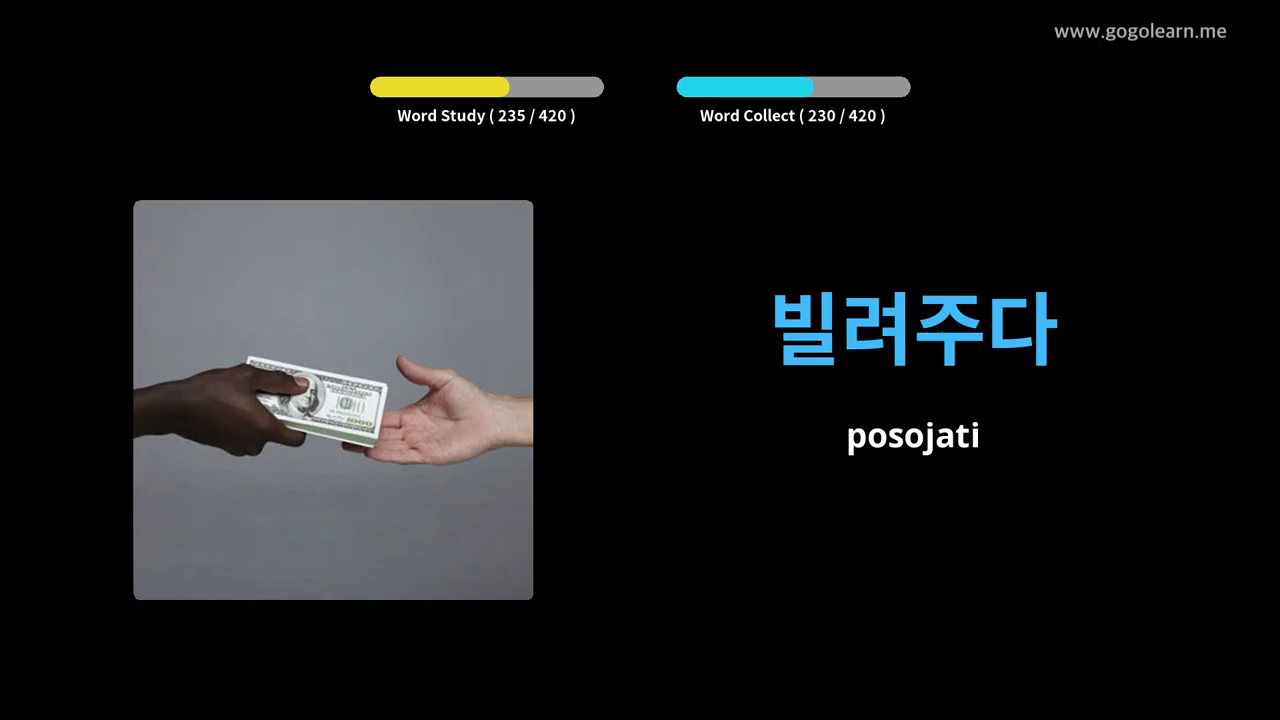 www.gogolearn.me
Word Study ( 235 / 420 )
Word Collect ( 230 / 420 )
빌려주다
posojati